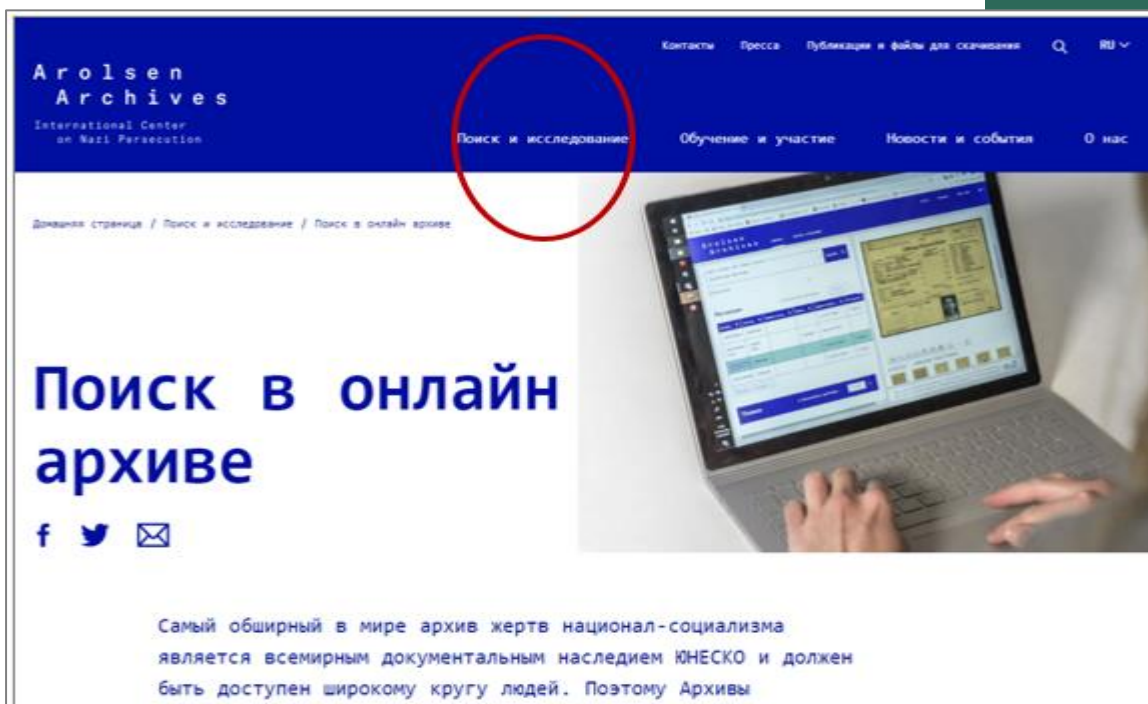 Контакты Пресса Публикации и файлы для скачивания RU
Arolsen
Archives
International Center
on Nazi Persecution
Поиск и исследование Обучение и участие Новости и события О нас
Домашняя страница / Поиск и исследование / Поиск в онлайн архиве
Поиск в онлайн
архиве
Самый обширный в мире архив жертв национал-социализма
является всемирным документальным наследием ЮНЕСКО и должен
быть доступен широкому кругу людей. Поэтому Архивы